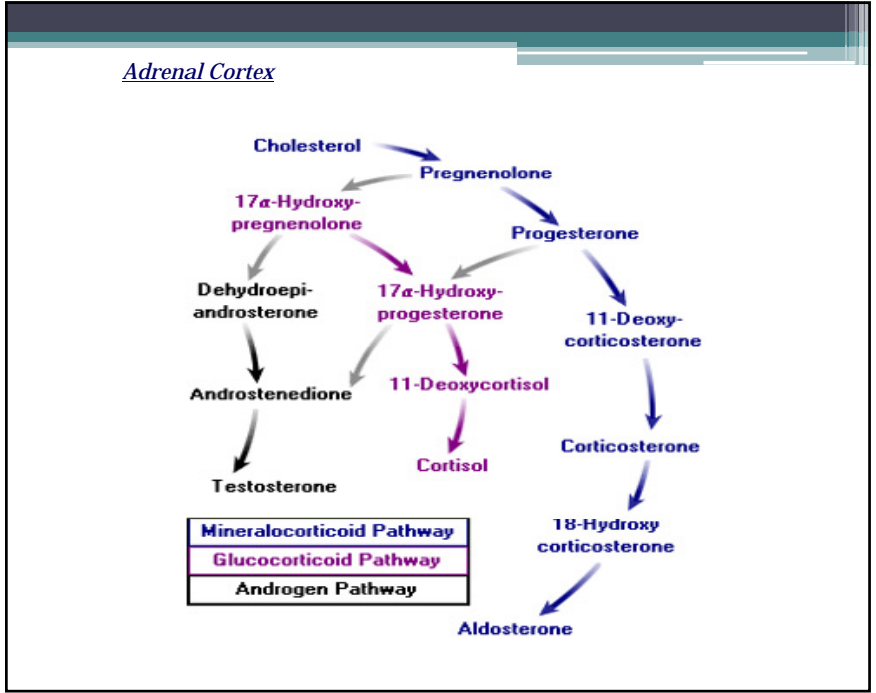 Adrenal Cortex
Cholesterol
Pregnenolone
17α-Hydroxy-
pregnenolone
Progesterone
Dehydroepi-
androsterone
17α-Hydroxy-
progesterone
11-Deoxy-
corticosterone
Androstenedione
11-Deoxycortisol
Corticosterone
Cortisol
Testosterone
18-Hydroxy
corticosterone
Mineralocorticoid Pathway
Glucocorticoid Pathway
Androgen Pathway
Aldosterone